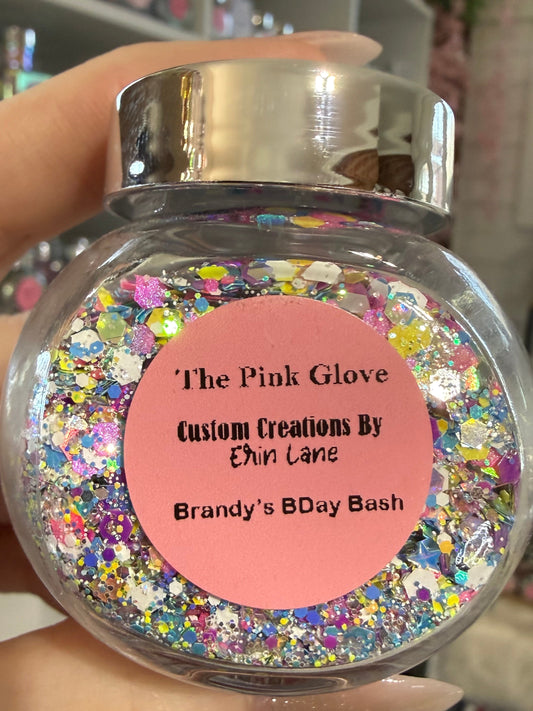 The Pink Glove
Custom Creations By
Erin Lane
Brandy's BDay Bash